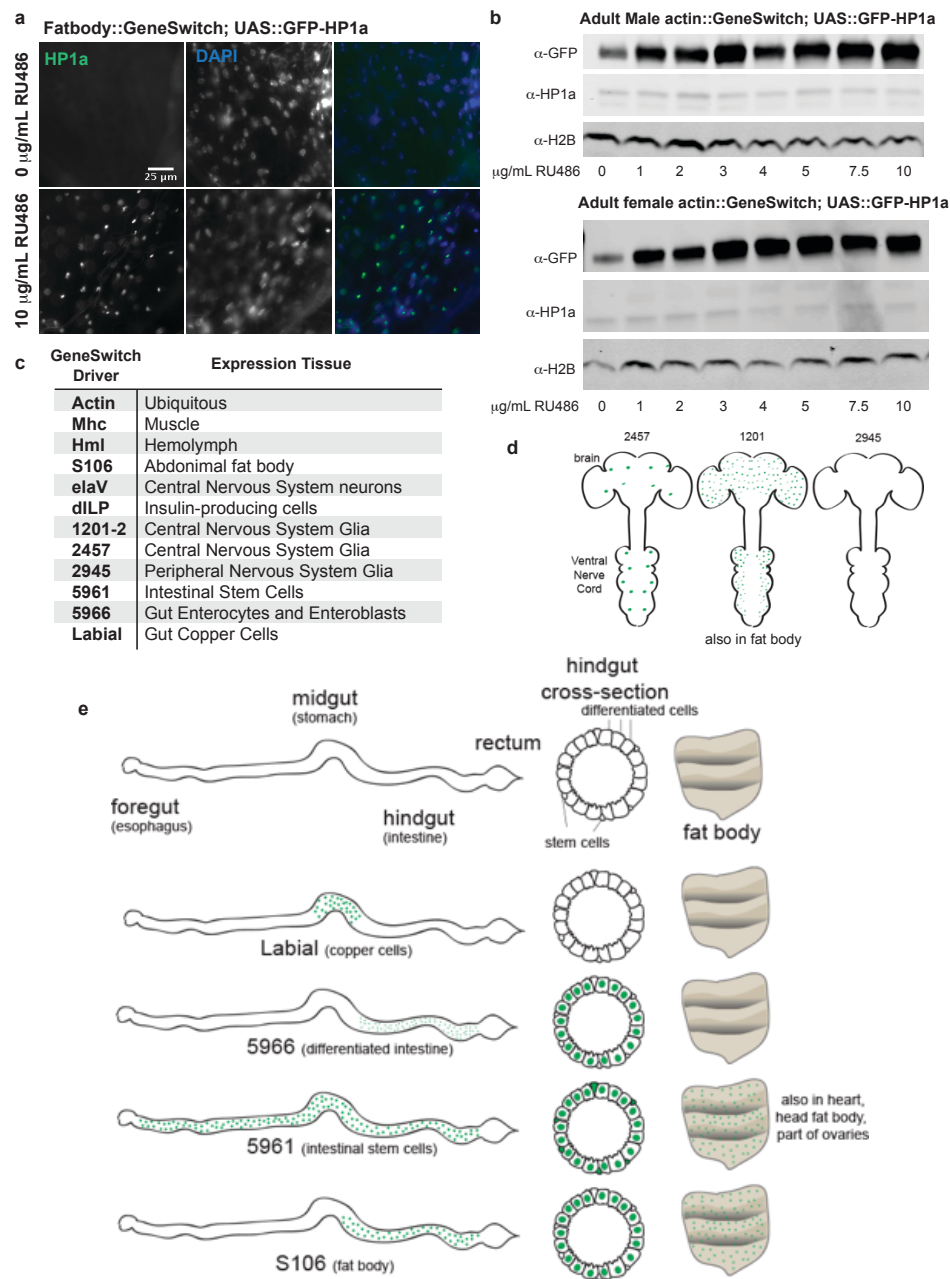 a
Fatbody::GeneSwitch; UAS::GFP-HP1a
0 µg/mL RU486
10 µg/mL RU486
HP1a
DAPI
25 µm
b
Adult Male actin::GeneSwitch; UAS::GFP-HP1a
α-GFP
α-HP1a
α-H2B
µg/mL RU486 0 1 2 3 4 5 7.5 10
Adult female actin::GeneSwitch; UAS::GFP-HP1a
α-GFP
α-HP1a
α-H2B
µg/mL RU486 0 1 2 3 4 5 7.5 10
c
GeneSwitch Expression Tissue
Driver
Actin Ubiquitous
Mhc Muscle
Hml Hemolymph
S106 Abdominal fat body
elaV Central Nervous System neurons
dILP Insulin-producing cells
1201-2 Central Nervous System Glia
2457 Central Nervous System Glia
2945 Peripheral Nervous System Glia
5961 Intestinal Stem Cells
5966 Gut Enterocytes and Enteroblasts
Labial Gut Copper Cells
d
2457 1201 2945
brain
Ventral
Nerve
Cord
also in fat body
e
midgut
(stomach)
rectum
foregut
(esophagus)
hindgut
(intestine)
hindgut
cross-section
differentiated cells
stem cells
fat body
Labial (copper cells)
5966 (differentiated intestine)
5961 (intestinal stem cells)
also in heart,
head fat body,
part of ovaries
S106 (fat body)